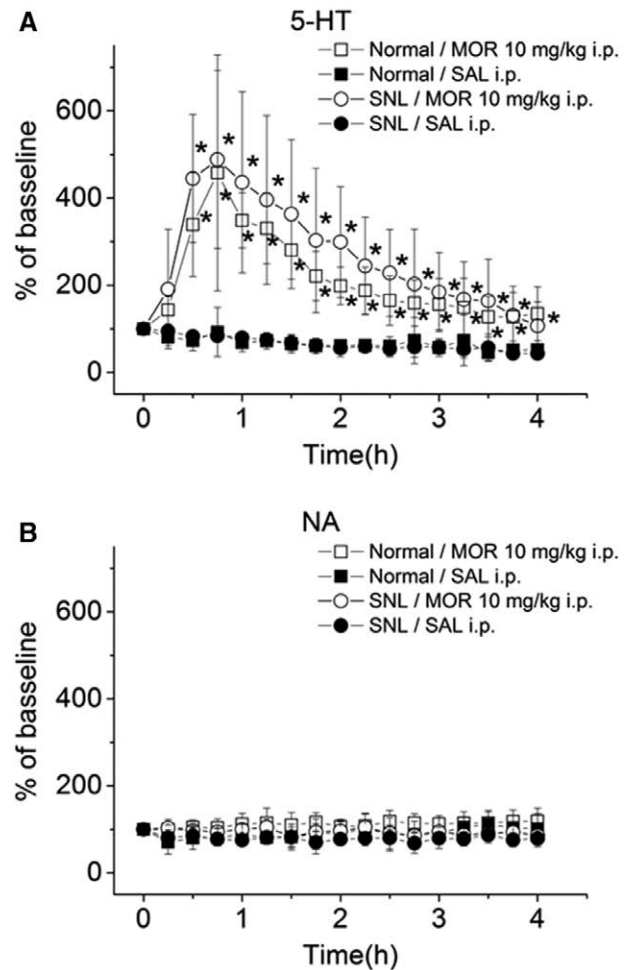 A
5-HT
Normal / MOR 10 mg/kg i.p.
Normal / SAL i.p.
SNL / MOR 10 mg/kg i.p.
SNL / SAL i.p.
% of basseline
600
400
200
0
* * * * * * * * * * * * * *
* * * * * * * * * * * * *
0 1 2 3 4
Time(h)
B
NA
Normal / MOR 10 mg/kg i.p.
Normal / SAL i.p.
SNL / MOR 10 mg/kg i.p.
SNL / SAL i.p.
% of basseline
600
400
200
0
0 1 2 3 4
Time(h)